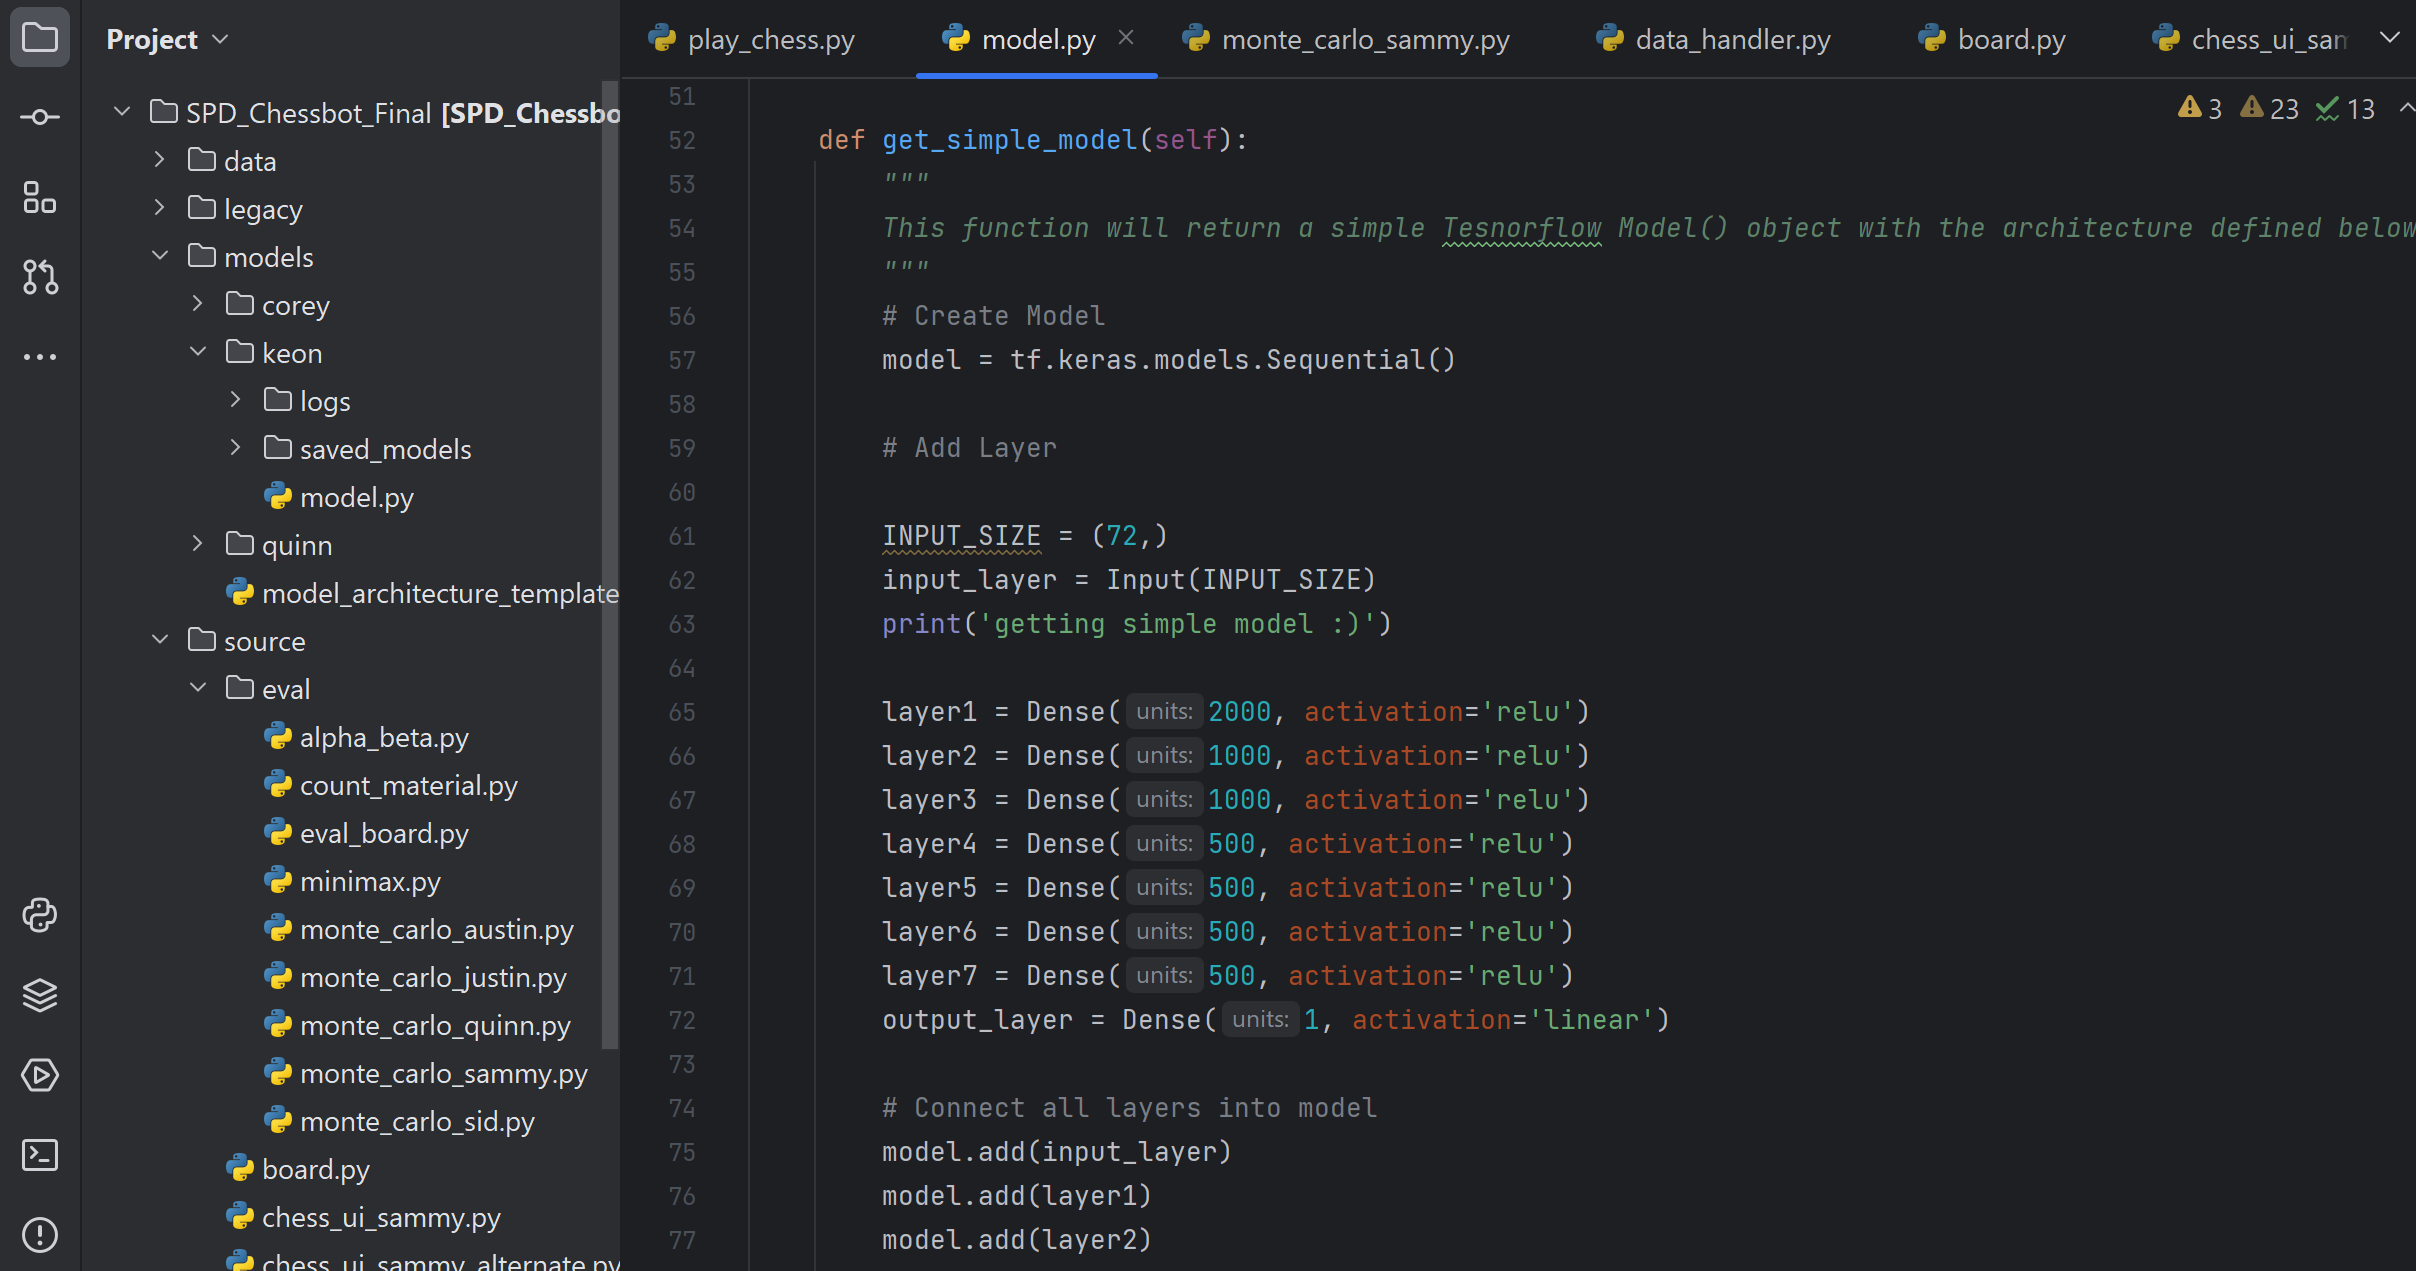 Project
SPD_Chessbot_Final [SPD_Chessbo
data
legacy
models
corey
keon
logs
saved_models
model.py
quinn
model_architecture_template
source
eval
alpha_beta.py
count_material.py
eval_board.py
minimax.py
monte_carlo_austin.py
monte_carlo_justin.py
monte_carlo_quinn.py
monte_carlo_sammy.py
monte_carlo_sid.py
board.py
chess_ui_sammy.py
chess_ui_sammy_alternate.py
play_chess.py model.py monte_carlo_sammy.py data_handler.py board.py chess_ui_sam
3 23 13
51
52 def get_simple_model(self):
53 """
54 This function will return a simple Tesnorflow Model() object with the architecture defined below
55 """
56 # Create Model
57 model = tf.keras.models.Sequential()
58
59 # Add Layer
60
61 INPUT_SIZE = (72,)
62 input_layer = Input(INPUT_SIZE)
63 print('getting simple model :)')
64
65 layer1 = Dense( units: 2000, activation='relu')
66 layer2 = Dense( units: 1000, activation='relu')
67 layer3 = Dense( units: 1000, activation='relu')
68 layer4 = Dense( units: 500, activation='relu')
69 layer5 = Dense( units: 500, activation='relu')
70 layer6 = Dense( units: 500, activation='relu')
71 layer7 = Dense( units: 500, activation='relu')
72 output_layer = Dense( units: 1, activation='linear')
73
74 # Connect all layers into model
75 model.add(input_layer)
76 model.add(layer1)
77 model.add(layer2)